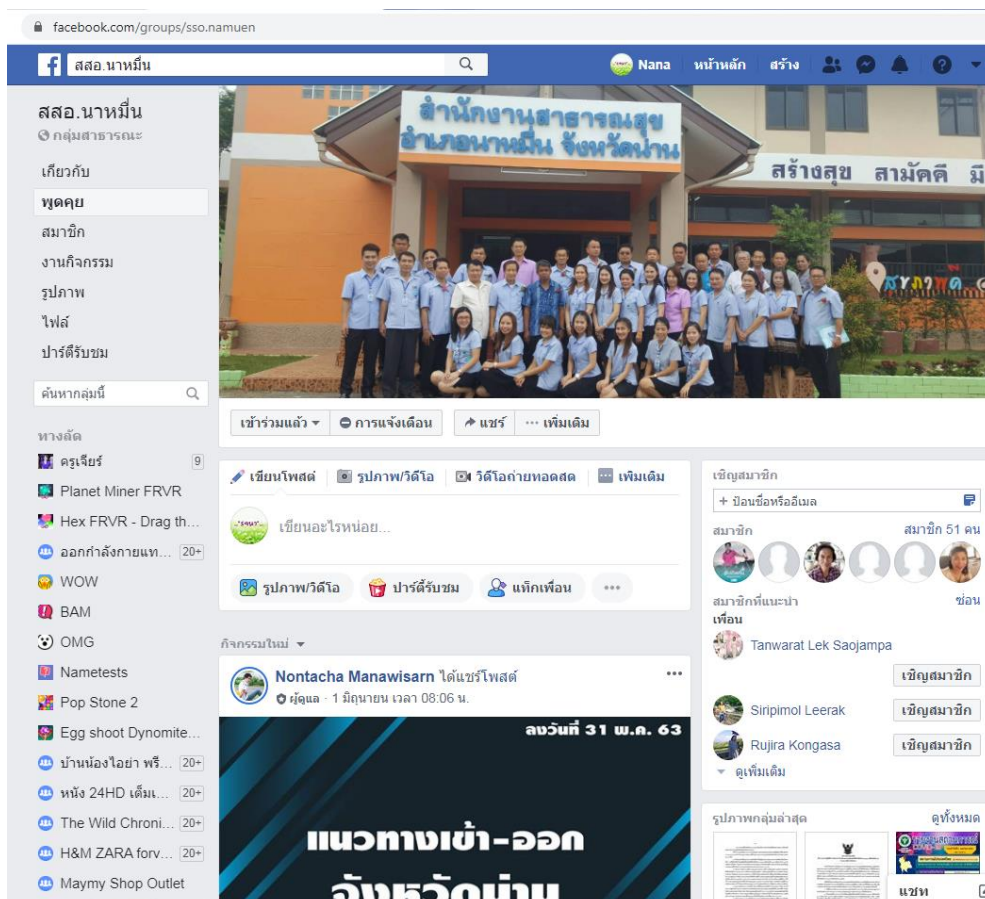 facebook.com/groups/sso.namuen
สสอ.นาหมื่น
Nana
หน้าหลัก
สร้าง
สสอ.นาหมื่น
กลุ่มสาธารณะ
เกี่ยวกับ
พูดคุย
สมาชิก
งานกิจกรรม
รูปภาพ
ไฟล์
ปาร์ตี้รับชม
ค้นหากลุ่มนี้
ทางลัด
ครูเจียร์ 9
Planet Miner FRVR
Hex FRVR - Drag th...
ออกกำลังกายแท... 20+
WOW
BAM
OMG
Nametests
Pop Stone 2
Egg shoot Dynomite...
บ้านน้องไอย่า พรี... 20+
หนัง 24HD เต็มเ... 20+
The Wild Chroni... 20+
H&M ZARA forv... 20+
Maymy Shop Outlet
สำนักงานสาธารณสุข
อำเภอนาหมื่น จังหวัดน่าน
สร้างสุข สามัคคี มี
สุขภาพดี
เข้าร่วมแล้ว
การแจ้งเตือน
แชร์
เพิ่มเติม
เขียนโพสต์
รูปภาพ/วิดีโอ
วิดีโอถ่ายทอดสด
เพิ่มเติม
เขียนอะไรหน่อย...
รูปภาพ/วิดีโอ
ปาร์ตี้รับชม
แท็กเพื่อน
กิจกรรมใหม่
Nontacha Manawisarn ได้แชร์โพสต์
ผู้ดูแล · 1 มิถุนายน เวลา 08:06 น.
ลงวันที่ 31 พ.ค. 63
แนวทางเข้า-ออก
จังหวัดน่าน
เชิญสมาชิก
+ ป้อนชื่อหรืออีเมล
สมาชิก
สมาชิก 51 คน
สมาชิกที่แนะนำ
ซ่อน
เพื่อน
Tanwarat Lek Saojampa
เชิญสมาชิก
Siripimol Leerak
เชิญสมาชิก
Rujira Kongasa
เชิญสมาชิก
ดูเพิ่มเติม
รูปภาพกลุ่มล่าสุด
ดูทั้งหมด
แชท